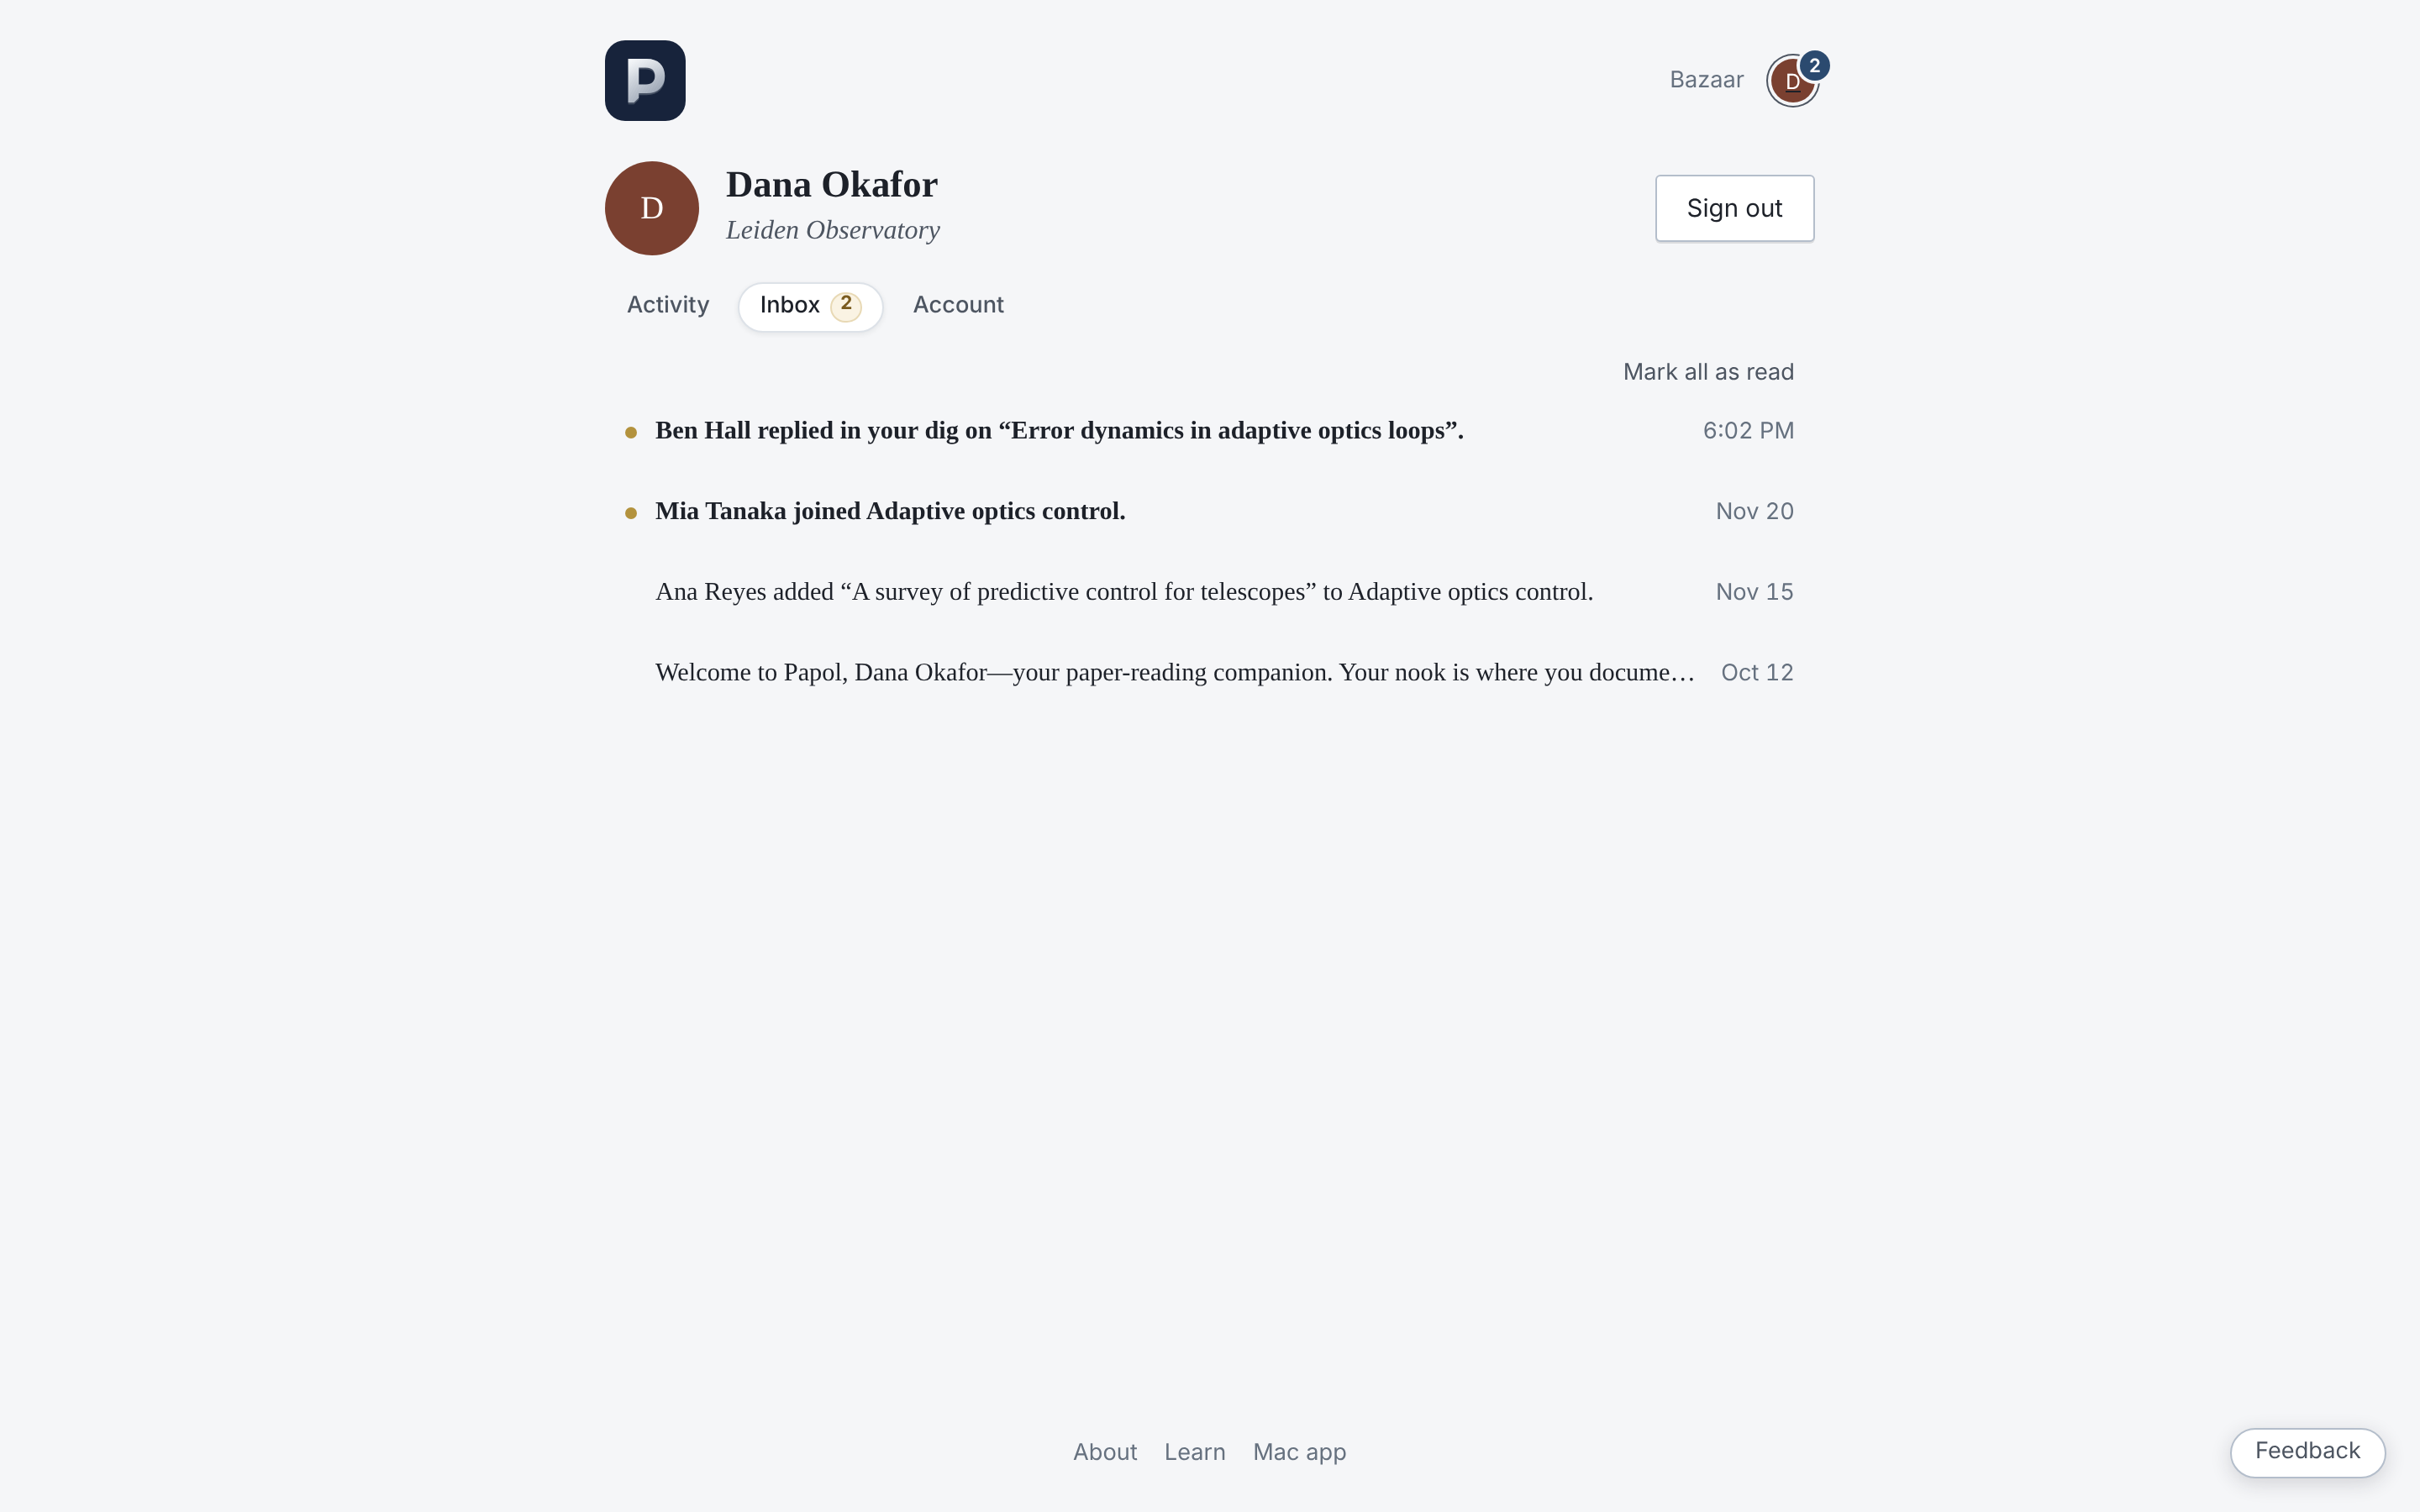 P
Bazaar
D
2
D
Dana Okafor
Leiden Observatory
Sign out
Activity
Inbox 2
Account
Mark all as read
Ben Hall replied in your dig on “Error dynamics in adaptive optics loops”. 6:02 PM
Mia Tanaka joined Adaptive optics control. Nov 20
Ana Reyes added “A survey of predictive control for telescopes” to Adaptive optics control. Nov 15
Welcome to Papol, Dana Okafor—your paper-reading companion. Your nook is where you docume… Oct 12
About Learn Mac app
Feedback